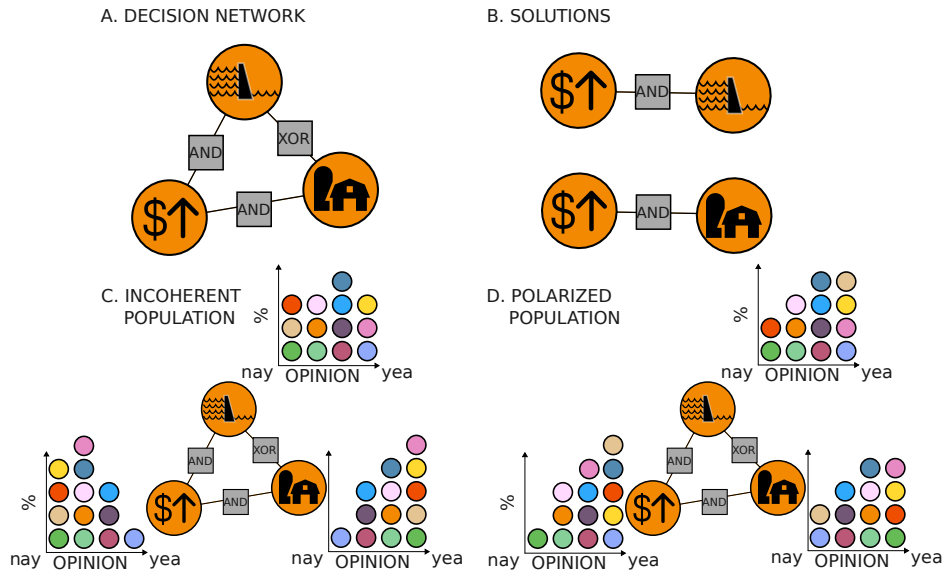 A. DECISION NETWORK
AND
XOR
$
AND
B. SOLUTIONS
$
AND
$
AND
C. INCOHERENT
POPULATION
%
nay OPINION yea
%
nay OPINION yea
AND
XOR
$
AND
nay OPINION yea
D. POLARIZED
POPULATION
%
nay OPINION yea
%
nay OPINION yea
AND
XOR
$
AND
nay OPINION yea